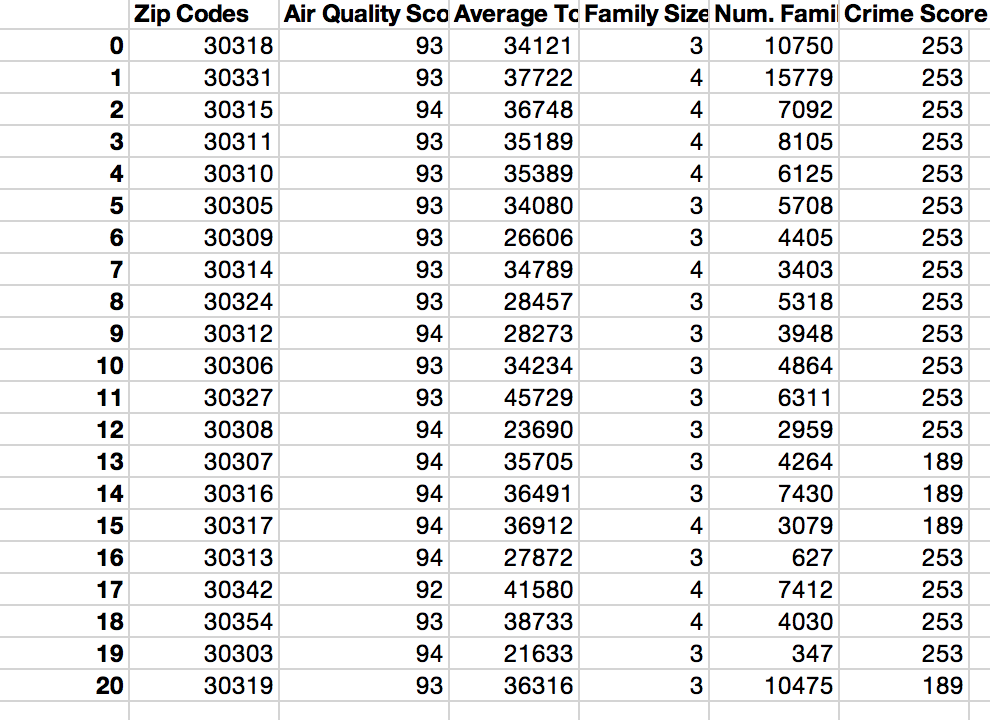 Zip Codes Air Quality Sco Average To Family Size Num. Fami Crime Score
0 30318 93 34121 3 10750 253
1 30331 93 37722 4 15779 253
2 30315 94 36748 4 7092 253
3 30311 93 35189 4 8105 253
4 30310 93 35389 4 6125 253
5 30305 93 34080 3 5708 253
6 30309 93 26606 3 4405 253
7 30314 93 34789 4 3403 253
8 30324 93 28457 3 5318 253
9 30312 94 28273 3 3948 253
10 30306 93 34234 3 4864 253
11 30327 93 45729 3 6311 253
12 30308 94 23690 3 2959 253
13 30307 94 35705 3 4264 189
14 30316 94 36491 3 7430 189
15 30317 94 36912 4 3079 189
16 30313 94 27872 3 627 253
17 30342 92 41580 4 7412 253
18 30354 93 38733 4 4030 253
19 30303 94 21633 3 347 253
20 30319 93 36316 3 10475 189